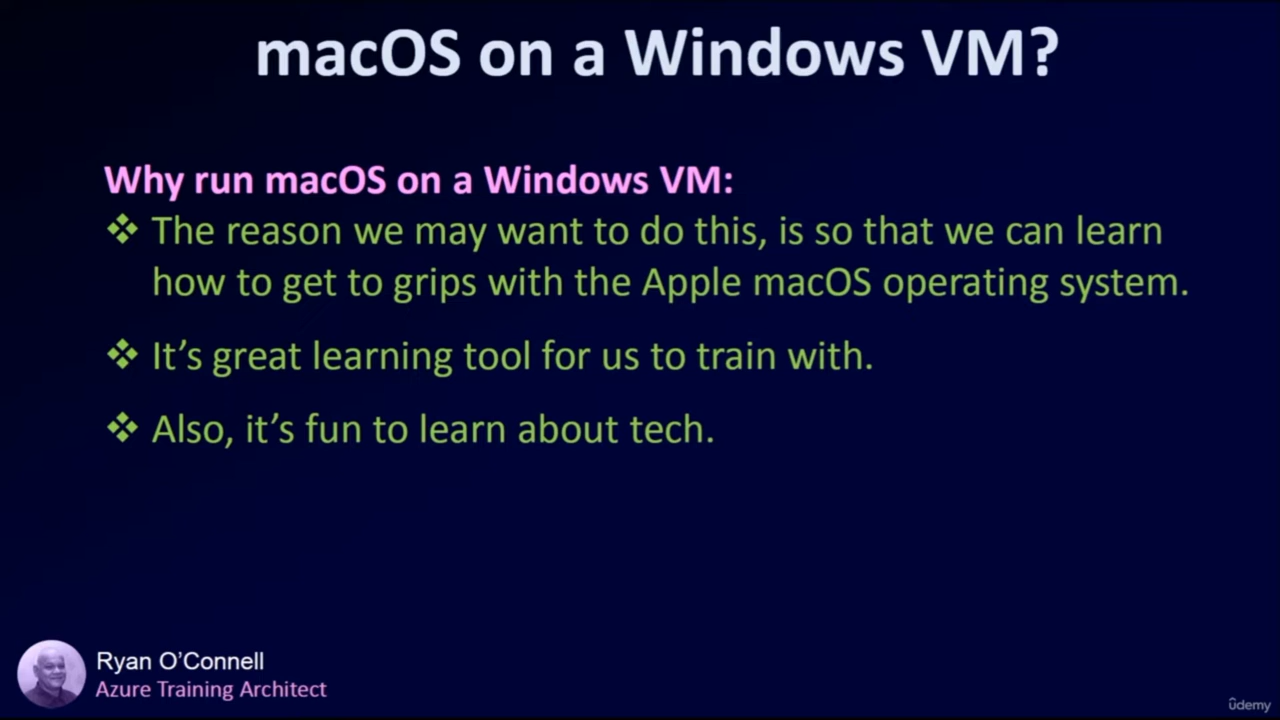 macOS on a Windows VM?
Why run macOS on a Windows VM:
❖ The reason we may want to do this, is so that we can learn
how to get to grips with the Apple macOS operating system.
❖ It’s great learning tool for us to train with.
❖ Also, it’s fun to learn about tech.
Ryan O’Connell
Azure Training Architect
ûdemy